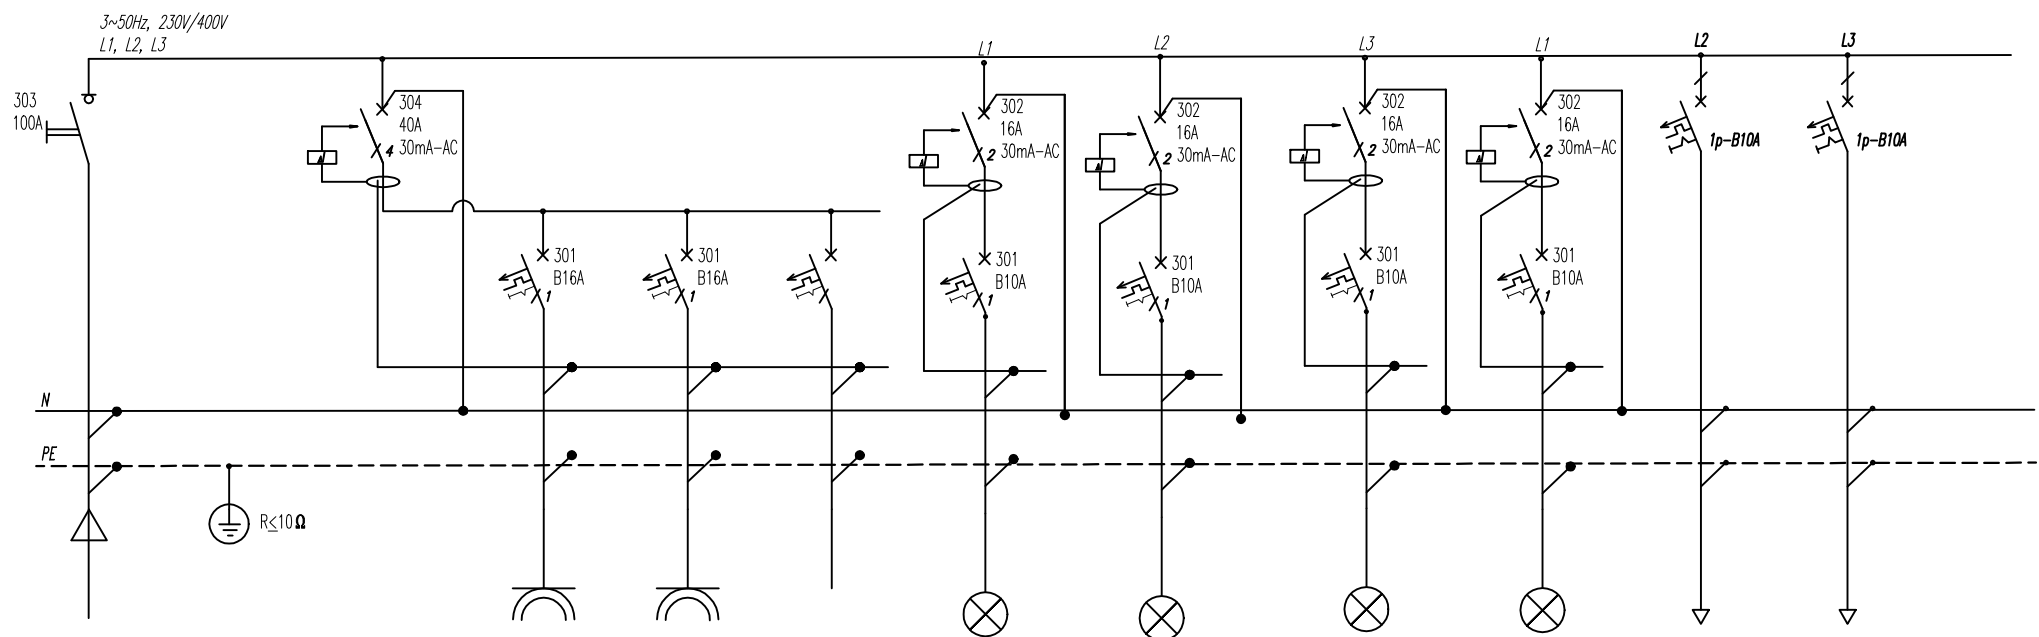 3~50Hz, 230V/400V
L1, L2, L3
L1
L2
L3
L1
L2
L3
303
100A
304
40A
30mA-AC
4
302
16A
30mA-AC
2
302
16A
30mA-AC
2
302
16A
30mA-AC
2
302
16A
30mA-AC
2
1p-B10A
1p-B10A
301
B16A
1
301
B16A
1
301
B10A
1
301
B10A
1
301
B10A
1
301
B10A
1
N
PE
R≤10Ω